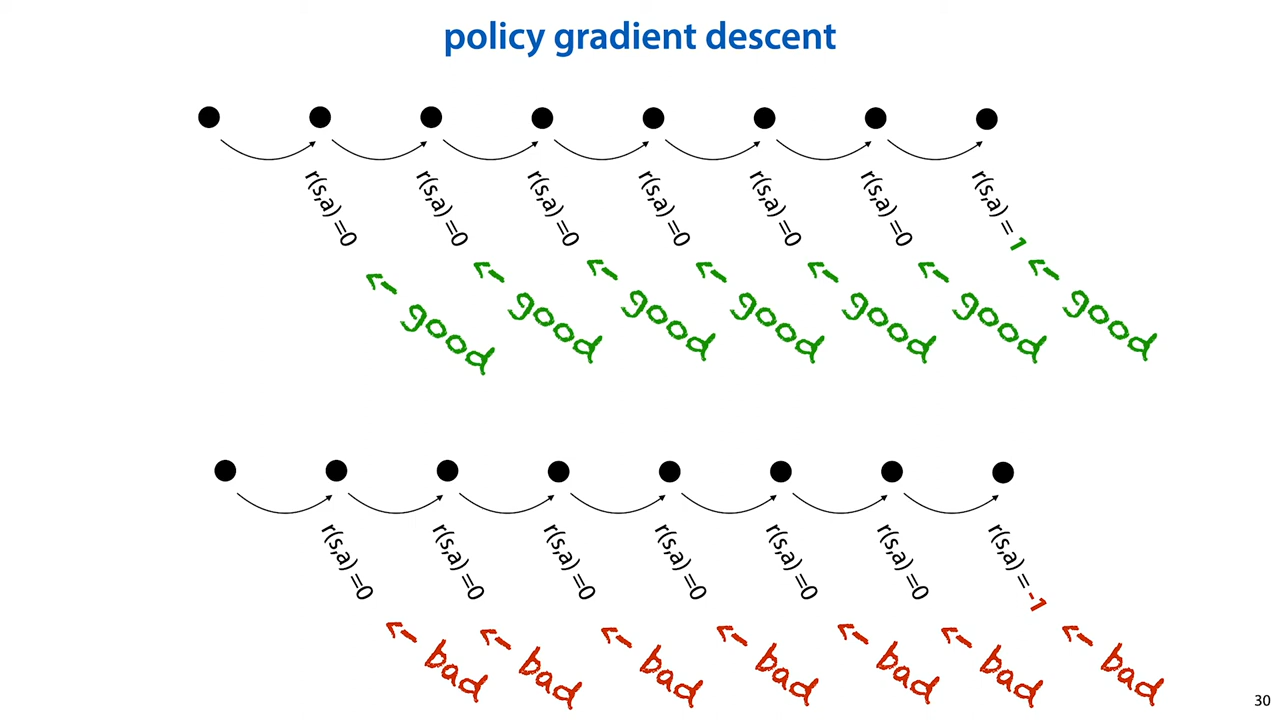 policy gradient descent
r(s,a) =0
r(s,a) =0
r(s,a) =0
r(s,a) =0
r(s,a) =0
r(s,a) =0
r(s,a) = 1
good
good
good
good
good
good
good
r(s,a) =0
r(s,a) =0
r(s,a) =0
r(s,a) =0
r(s,a) =0
r(s,a) =0
r(s,a) = -1
bad
bad
bad
bad
bad
bad
bad
30